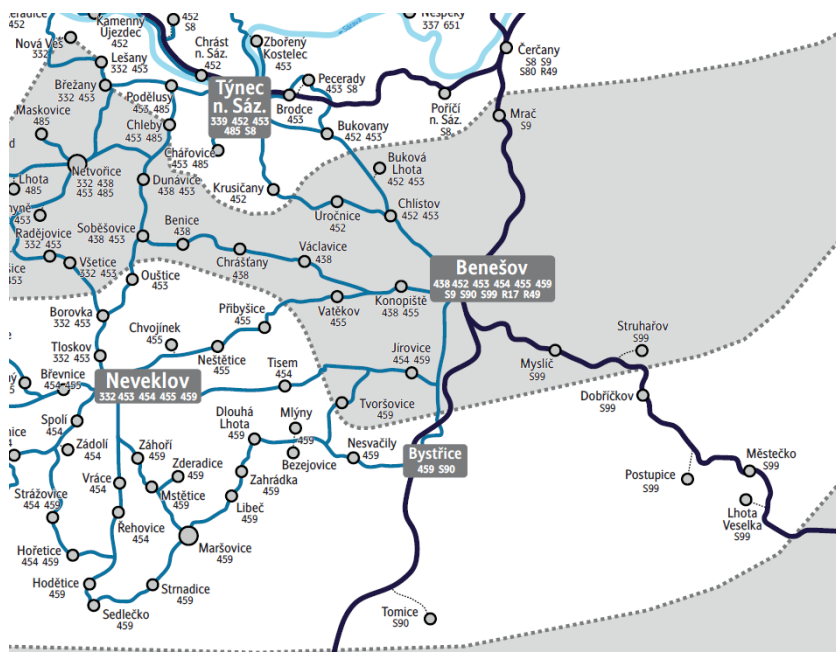 452
Kamenný
Újezdec
452
452
S8
Nespeky
337 651
Nová Ves
332
Lešany
332 453
Chrást
n. Sáz.
452
Zbořený
Kostelec
453
Čerčany
S8 S9
S80 R49
Břežany
332 453
Podělusy
453 485
Týnec
n. Sáz.
339 452 453
485 S8
Pecerady
453 S8
Brodce
453
Poříčí
n. Sáz.
S8
Mrač
S9
Maskovice
485
Chleby
453 485
Bukovany
452 453
Chářovice
453 485
Buková
Lhota
452 453
Netvořice
332 438
453 485
Lhota
485
Dunávice
438 453
Krusičany
452
Úročnice
452
Chlístov
452 453
453
Radějovice
332 453
Soběšovice
438 453
Benice
438
Chrášťany
438
Václavice
438
Všetice
332 453
Benešov
438 452 453 454 455 459
S9 S90 S99 R17 R49
Ouštice
453
Konopiště
438 455
Vatěkov
455
Borovka
332 453
Přibyšice
455
Chvojínek
455
Neštětice
455
Struhařov
S99
Jírovice
454 459
Myslič
S99
Tloskov
332 453
Tisem
454
Břevnice
454 455
Neveklov
332 453 454 455 459
Dobříčkov
S99
Tvoršovice
459
Spolí
454
Dlouhá
Lhota
459
Mlýny
459
Bezejovice
Zádolí
454
Záhoří
459
Nesvačily
459
Bystřice
459 S90
Zderadice
459
Zahrádka
459
Městečko
S99
Postupice
S99
Vráce
454
Mstětice
459
Libeč
459
Strážovice
454 459
Řehovice
454
Lhota
Veselka
S99
Maršovice
459
Hořetice
454 459
Hodětice
459
Strnadice
459
Sedlečko
459
Tomice
S90